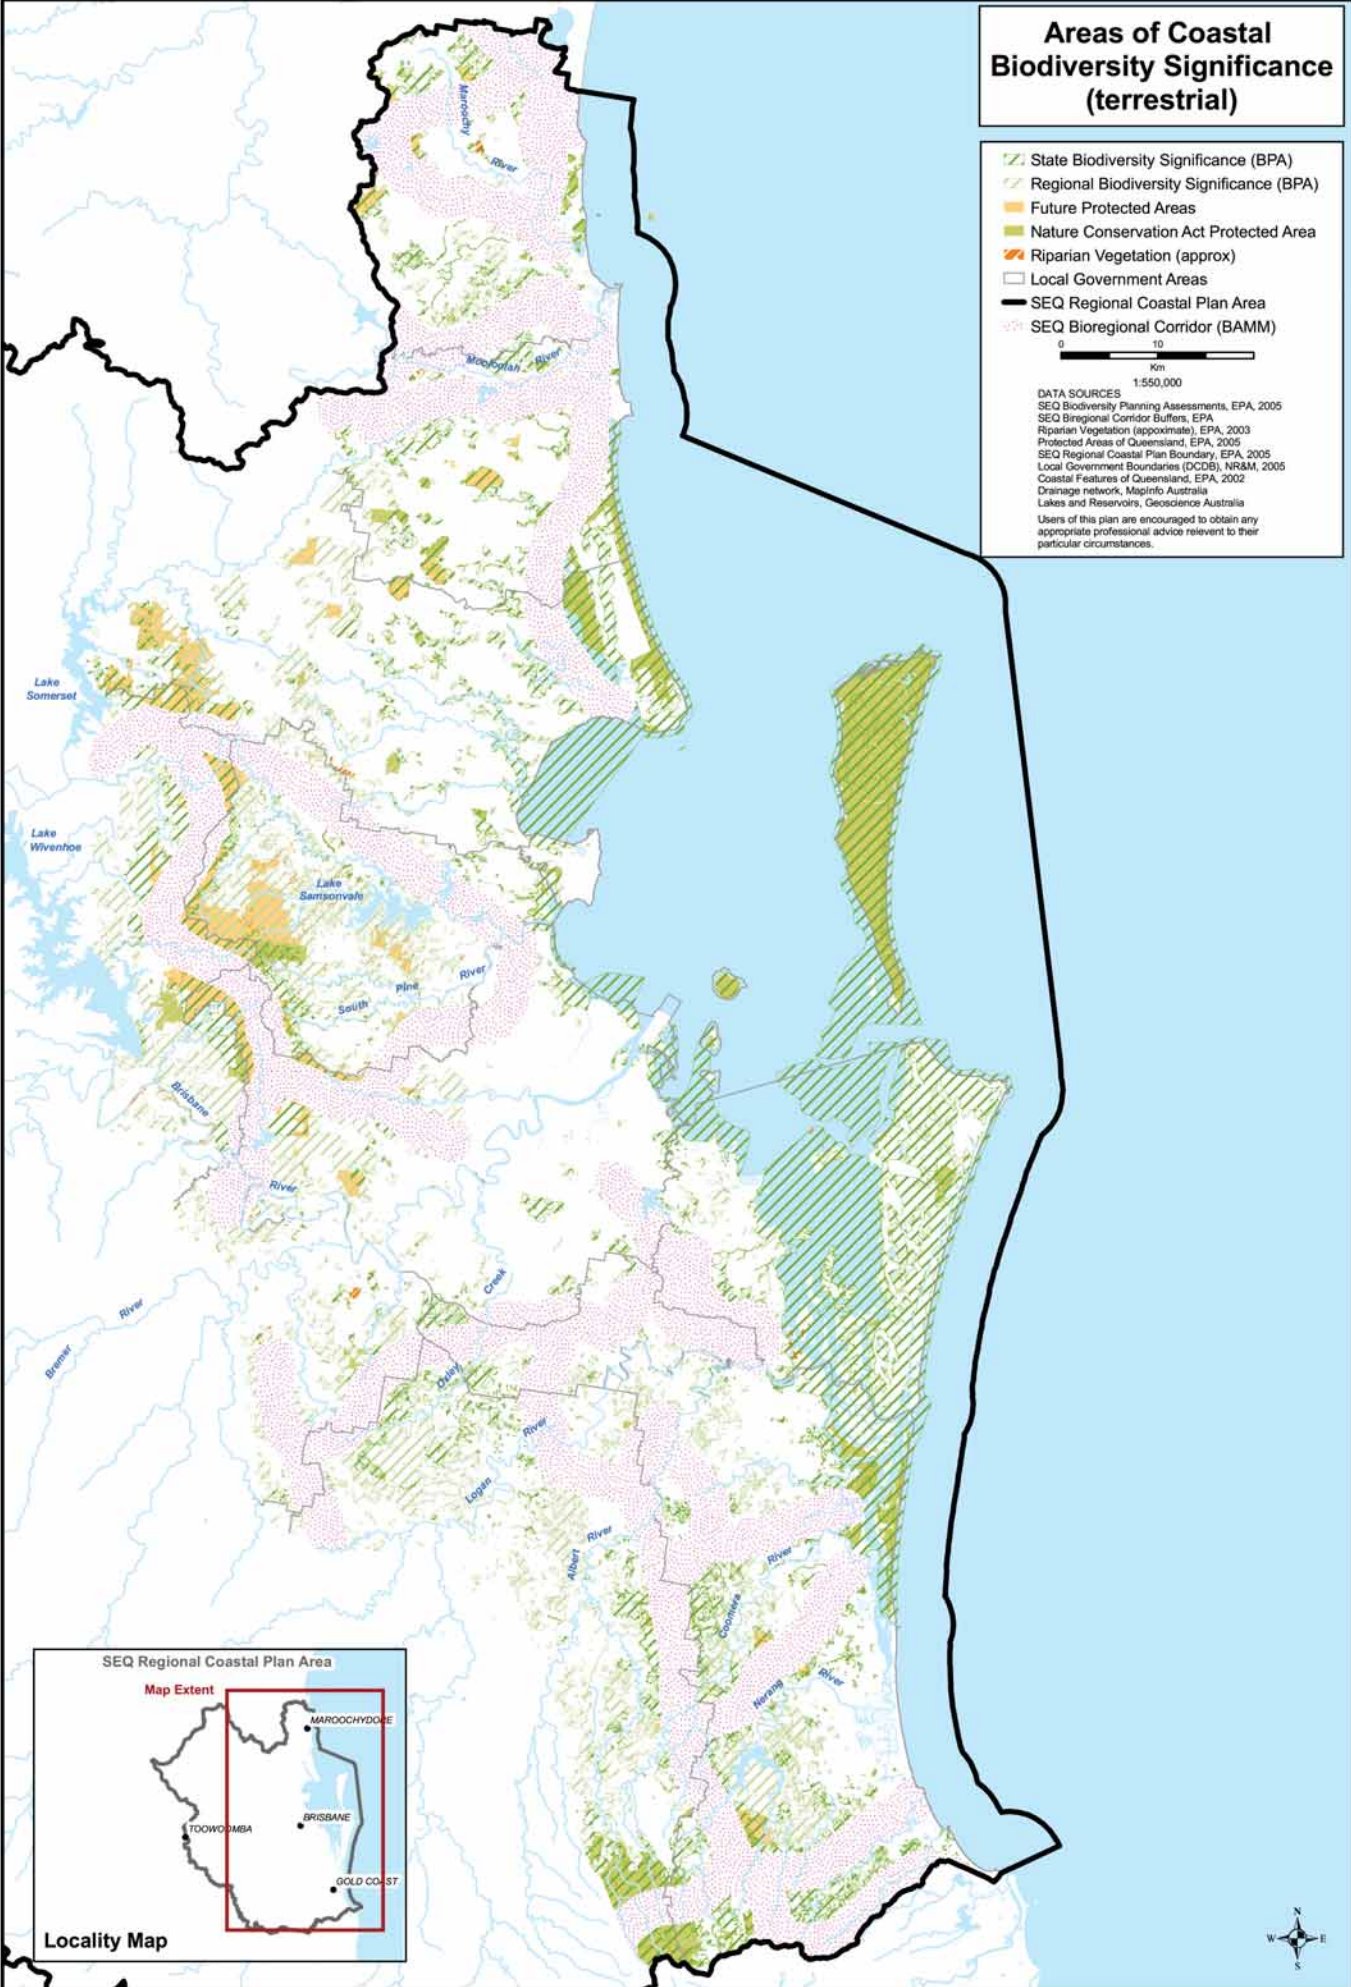 Areas of Coastal
Biodiversity Significance
(terrestrial)
State Biodiversity Significance (BPA)
Regional Biodiversity Significance (BPA)
Future Protected Areas
Nature Conservation Act Protected Area
Riparian Vegetation (approx)
Local Government Areas
SEQ Regional Coastal Plan Area
SEQ Bioregional Corridor (BAMM)
0 10
Km
1:550,000
DATA SOURCES
SEQ Biodiversity Planning Assessments, EPA, 2005
SEQ Biregional Corridor Buffers, EPA
Riparian Vegetation (appoximate), EPA, 2003
Protected Areas of Queensland, EPA, 2005
SEQ Regional Coastal Plan Boundary, EPA, 2005
Local Government Boundaries (DCDB), NR&M, 2005
Coastal Features of Queensland, EPA, 2002
Drainage network, MapInfo Australia
Lakes and Reservoirs, Geoscience Australia
Users of this plan are encouraged to obtain any
appropriate professional advice relevent to their
particular circumstances.
Maroochy
River
Mooloolah River
Lake
Somerset
Lake
Wivenhoe
Lake
Samsonvale
South Pine River
Brisbane
River
Bremer River
Oxley Creek
Logan River
Albert River
Coomera River
Nerang River
SEQ Regional Coastal Plan Area
Map Extent
MAROOCHYDORE
BRISBANE
TOOWOOMBA
GOLD COAST
Locality Map
N
W E
S